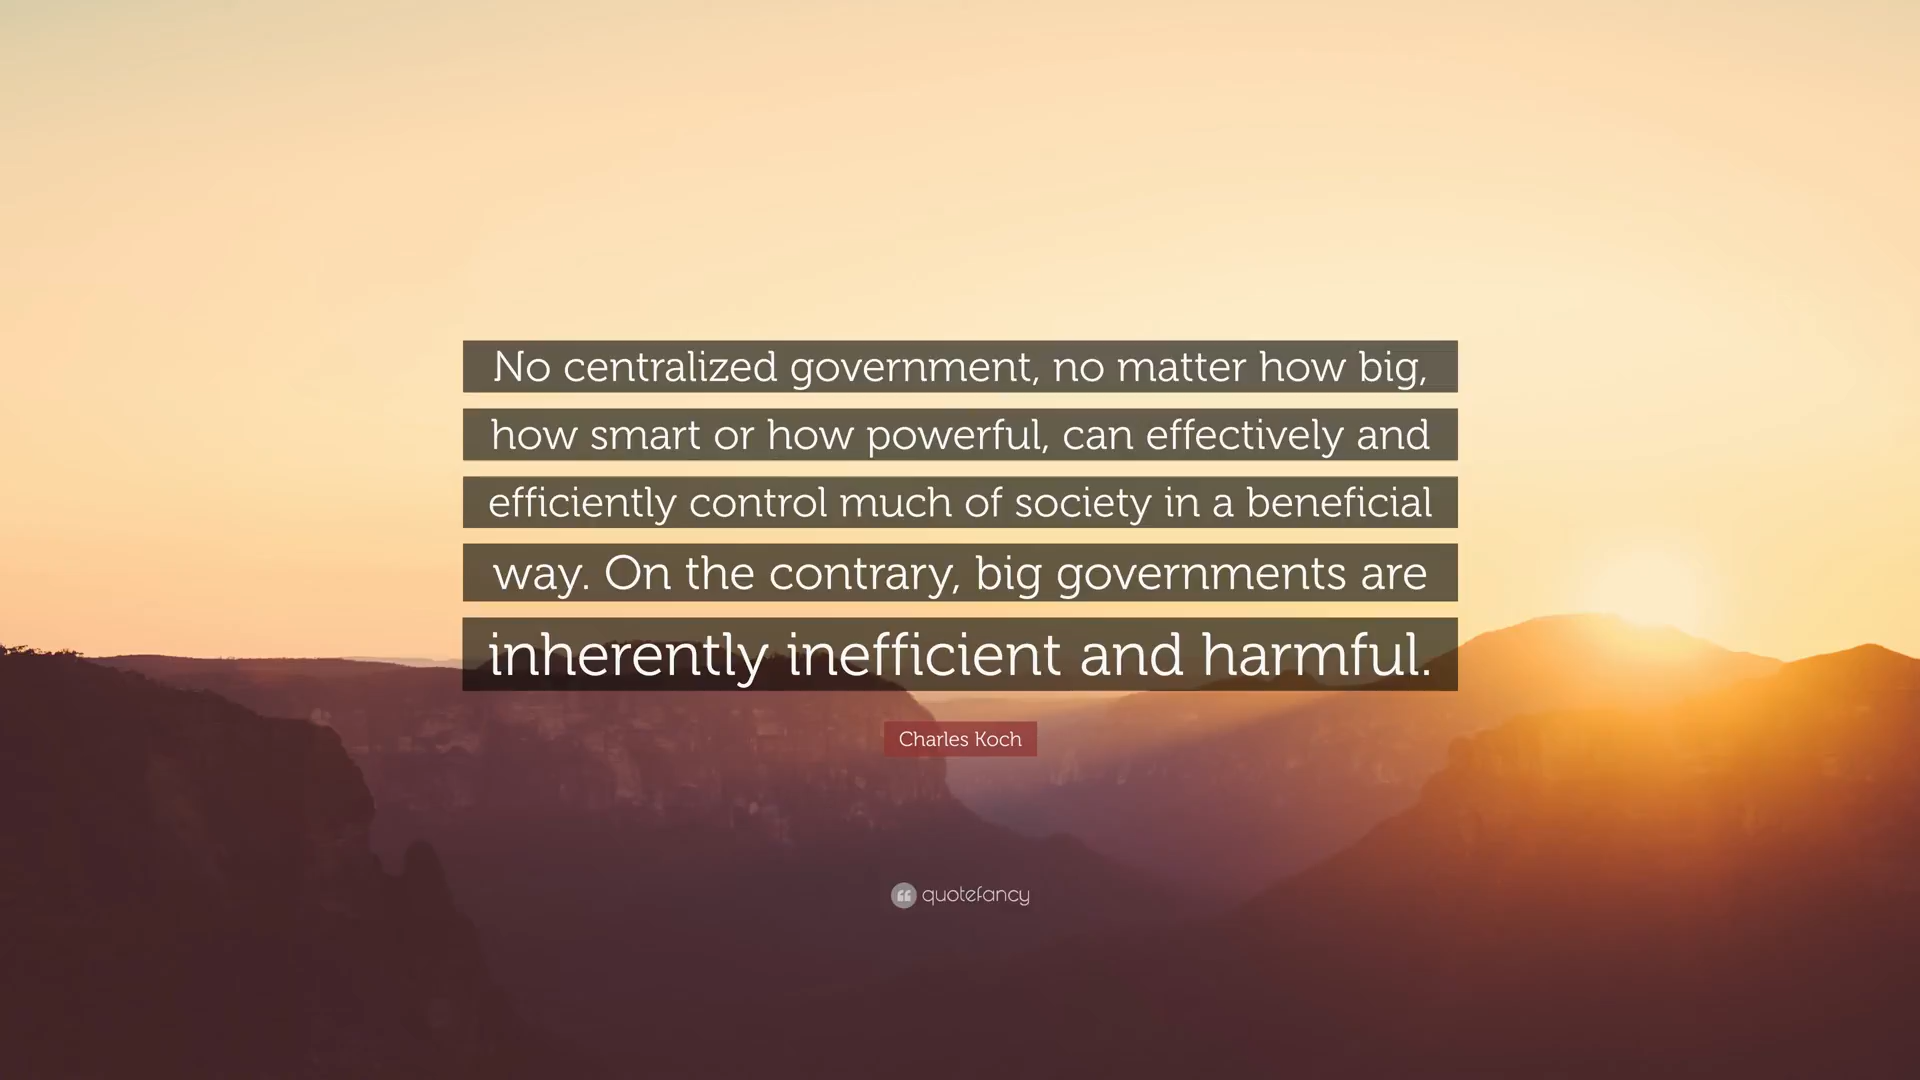 No centralized government, no matter how big,
how smart or how powerful, can effectively and
efficiently control much of society in a beneficial
way. On the contrary, big governments are
inherently inefficient and harmful.
Charles Koch
quotefancy